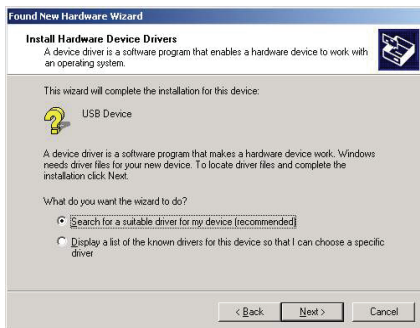 Found New Hardware Wizard
Install Hardware Device Drivers
A device driver is a software program that enables a hardware device to work with
an operating system.
This wizard will complete the installation for this device:
USB Device
A device driver is a software program that makes a hardware device work. Windows
needs driver files for your new device. To locate driver files and complete the
installation click Next.
What do you want the wizard to do?
Search for a suitable driver for my device (recommended)
Display a list of the known drivers for this device so that I can choose a specific
driver
< Back
Next >
Cancel